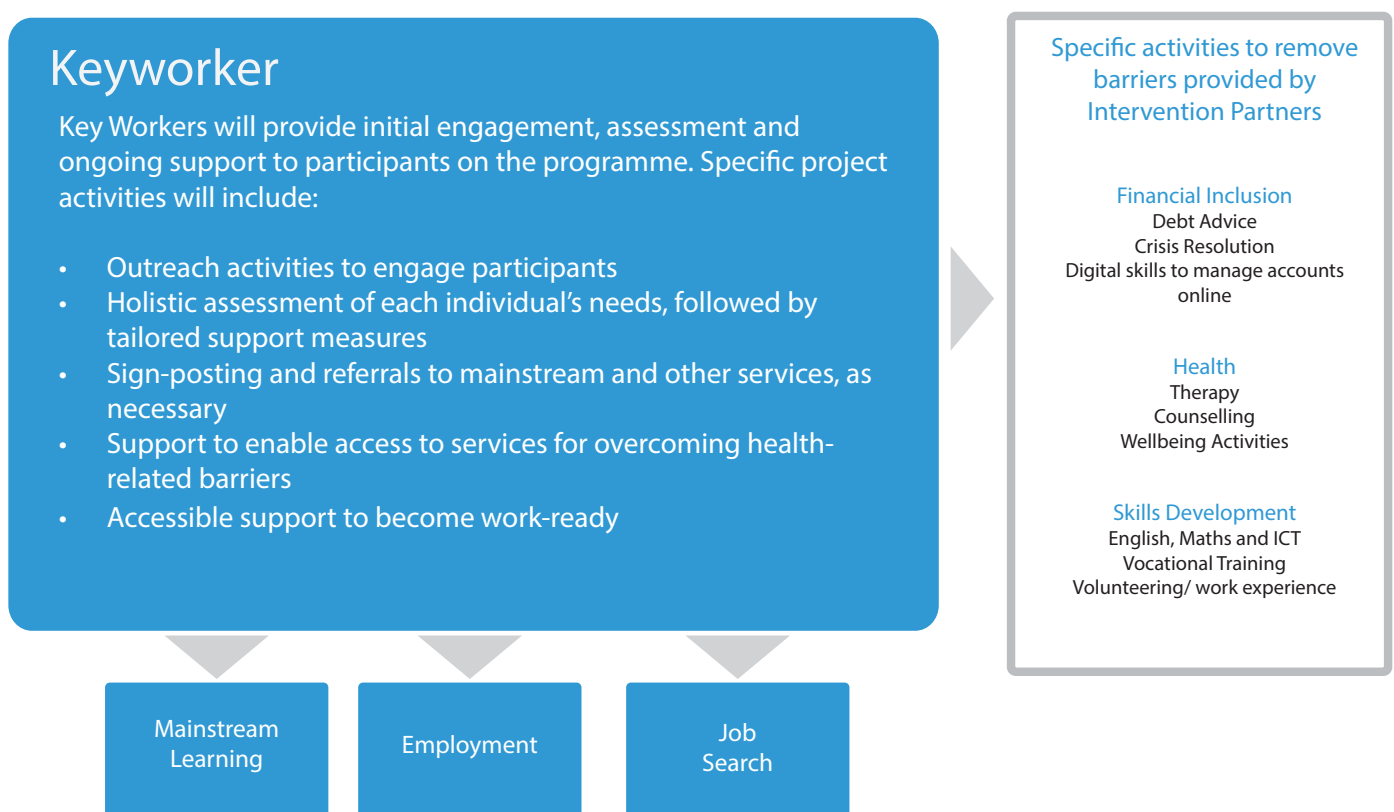 Keyworker
Key Workers will provide initial engagement, assessment and
ongoing support to participants on the programme. Specific project
activities will include:
• Outreach activities to engage participants
• Holistic assessment of each individual’s needs, followed by
tailored support measures
• Sign-posting and referrals to mainstream and other services, as
necessary
• Support to enable access to services for overcoming health-
related barriers
• Accessible support to become work-ready
Specific activities to remove
barriers provided by
Intervention Partners
Financial Inclusion
Debt Advice
Crisis Resolution
Digital skills to manage accounts
online
Health
Therapy
Counselling
Wellbeing Activities
Skills Development
English, Maths and ICT
Vocational Training
Volunteering/ work experience
Mainstream
Learning
Employment
Job
Search